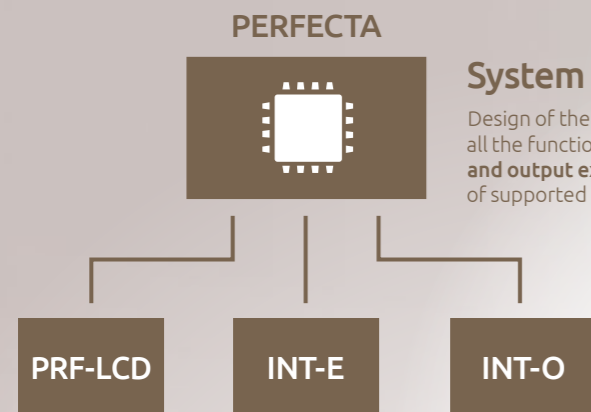 PERFECTA
System
Design of the
all the functio
and output e
of supported
PRF-LCD
INT-E
INT-O